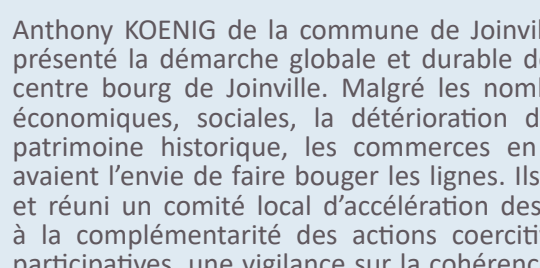 Anthony KOENIG de la commune de Joinvil
présenté la démarche globale et durable d
centre bourg de Joinville. Malgré les nom
économiques, sociales, la détérioration d
patrimoine historique, les commerces en
avaient l’envie de faire bouger les lignes. Ils
et réuni un comité local d’accélération des
à la complémentarité des actions coerciti
participatives, une vigilance sur la cohérenc